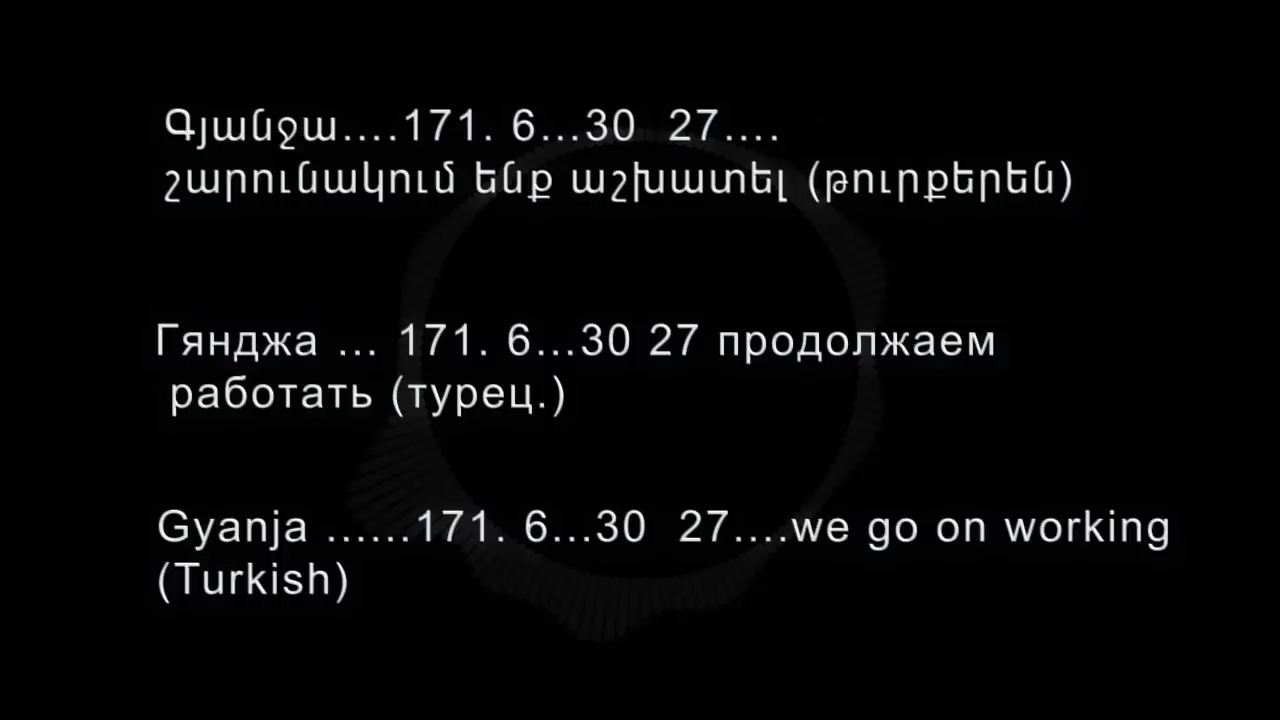 Գյանջա....171. 6...30  27....
շարունակում ենք աշխատել (թուրքերեն)
Гянджа ... 171. 6...30 27 продолжаем
работать (турец.)
Gyanja ......171. 6...30  27....we go on working
(Turkish)